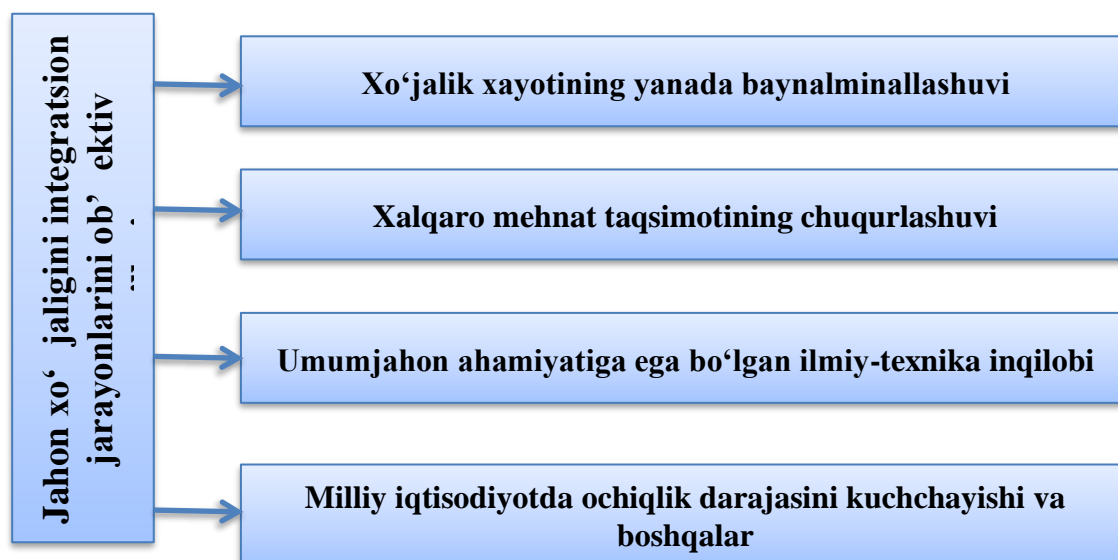 Jahon xo‘ jaligini integratsion
jarayonlarini ob’ ektiv
Xo‘jalik xayotining yanada baynalminallashuvi
Xalqaro mehnat taqsimotining chuqurlashuvi
Umumjahon ahamiyatiga ega bo‘lgan ilmiy-texnika inqilobi
Milliy iqtisodiyotda ochiqlik darajasini kuchchayishi va
boshqalar